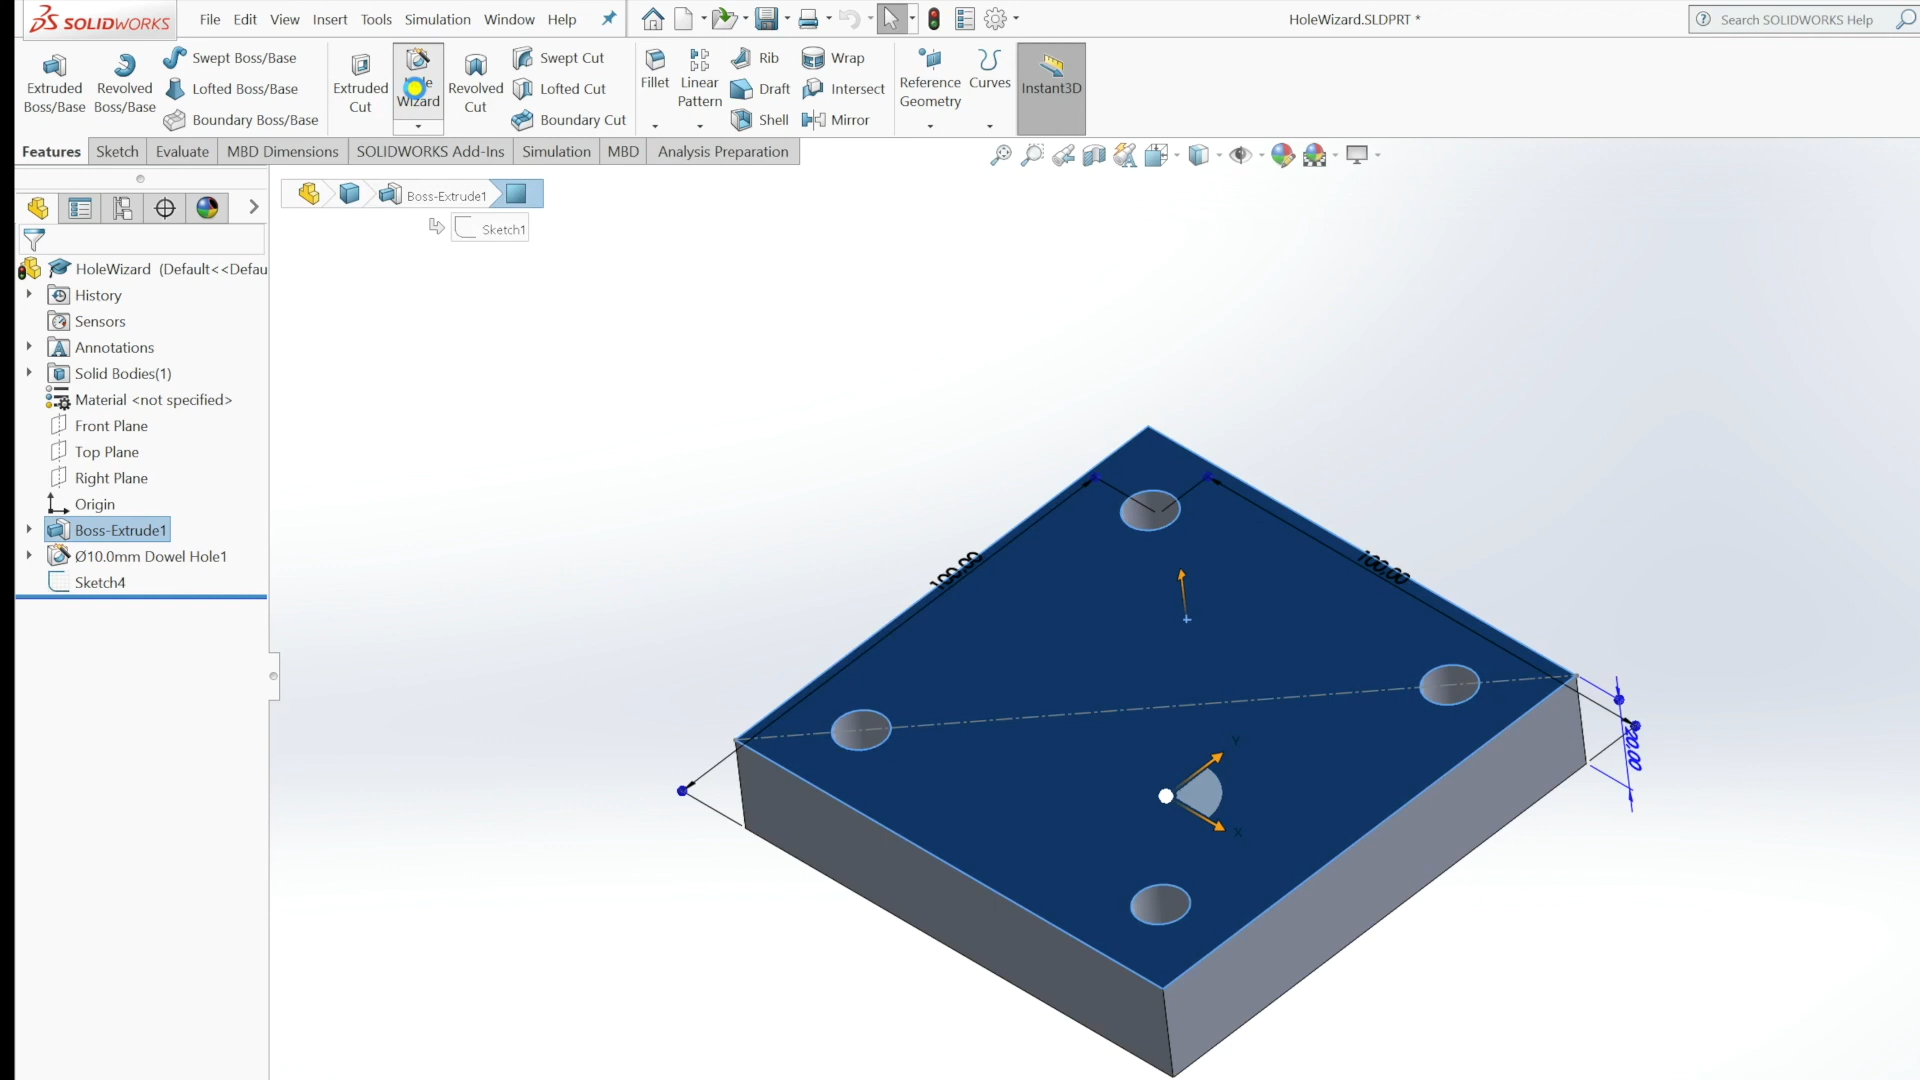 SOLIDWORKS File Edit View Insert Tools Simulation Window Help HoleWizard.SLDPRT * Search SOLIDWORKS Help
Extruded Boss/Base
Revolved Boss/Base
Swept Boss/Base
Lofted Boss/Base
Boundary Boss/Base
Extruded Cut
Wizard
Revolved Cut
Swept Cut
Lofted Cut
Boundary Cut
Fillet
Linear Pattern
Rib
Draft
Shell
Wrap
Intersect
Mirror
Reference Geometry
Curves
Instant3D
Features Sketch Evaluate MBD Dimensions SOLIDWORKS Add-Ins Simulation MBD Analysis Preparation
Boss-Extrude1
Sketch1
HoleWizard (Default<<Defau
History
Sensors
Annotations
Solid Bodies(1)
Material <not specified>
Front Plane
Top Plane
Right Plane
Origin
Boss-Extrude1
Ø10.0mm Dowel Hole1
Sketch4
100.00
100.00
20.00
Y
X